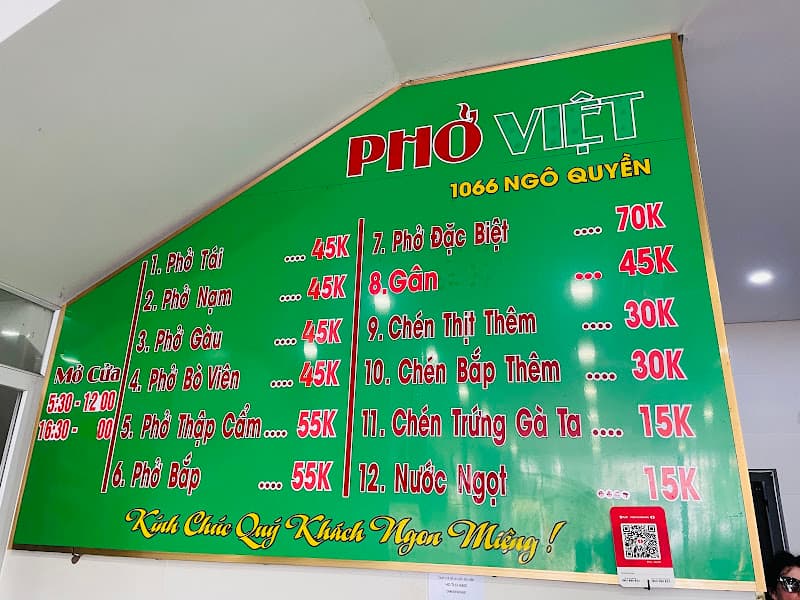 PHỞ VIỆT
1066 NGÔ QUYỀN
Mở Cửa
5:30 - 12 00
16:30 - 00
1. Phở Tái .... 45K
2. Phở Nạm .... 45K
3. Phở Gầu .... 45K
4. Phở Bò Viên .... 45K
5. Phở Thập Cẩm .... 55K
6. Phở Bắp .... 55K
7. Phở Đặc Biệt .... 70K
8. Gân ... 45K
9. Chén Thịt Thêm .... 30K
10. Chén Bắp Thêm .... 30K
11. Chén Trứng Gà Ta .... 15K
12. Nước Ngọt .... 15K
Kính Chúc Quý Khách Ngon Miệng !